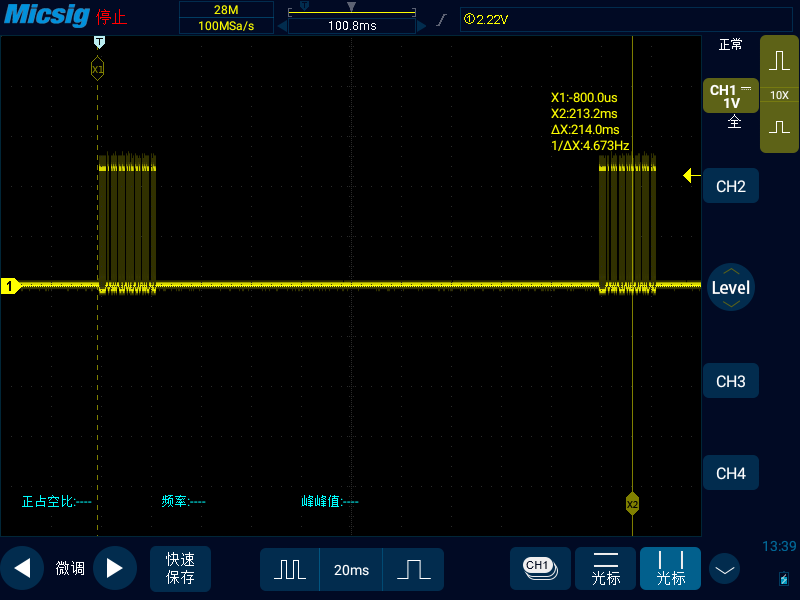 Micsig 停止
28M
100MSa/s
T
100.8ms
①2.22V
T
X1
正常
CH1
1V
全
10X
X1:-800.0us
X2:213.2ms
ΔX:214.0ms
1/ΔX:4.673Hz
CH2
1
Level
CH3
CH4
正占空比:---- 频率:---- 峰峰值:----
X2
13:39
微调
快速
保存
20ms
CH1
光标
光标